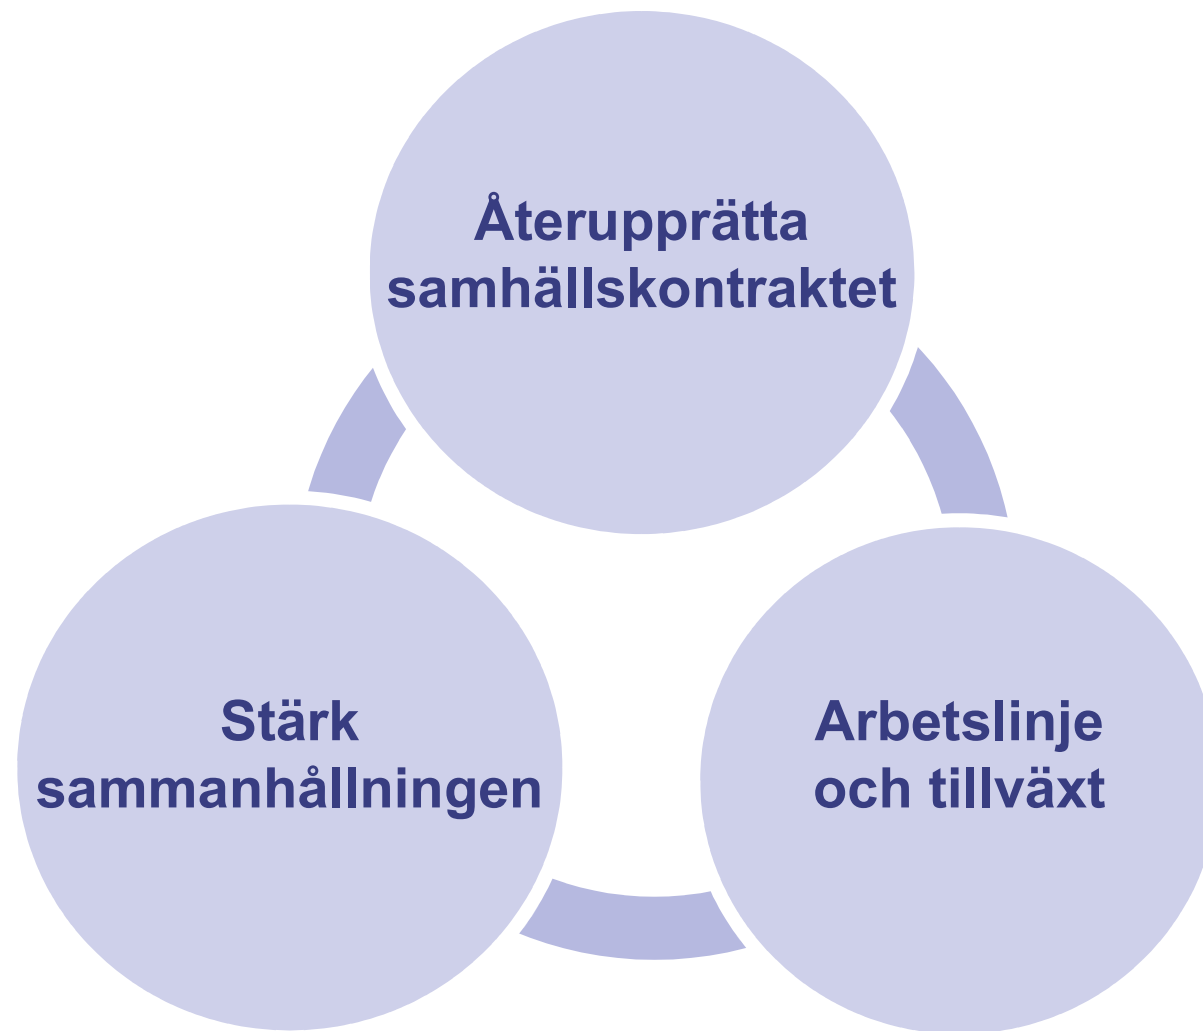 Återupprätta
samhällskontraktet
Stärk
sammanhållningen
Arbetslinje
och tillväxt